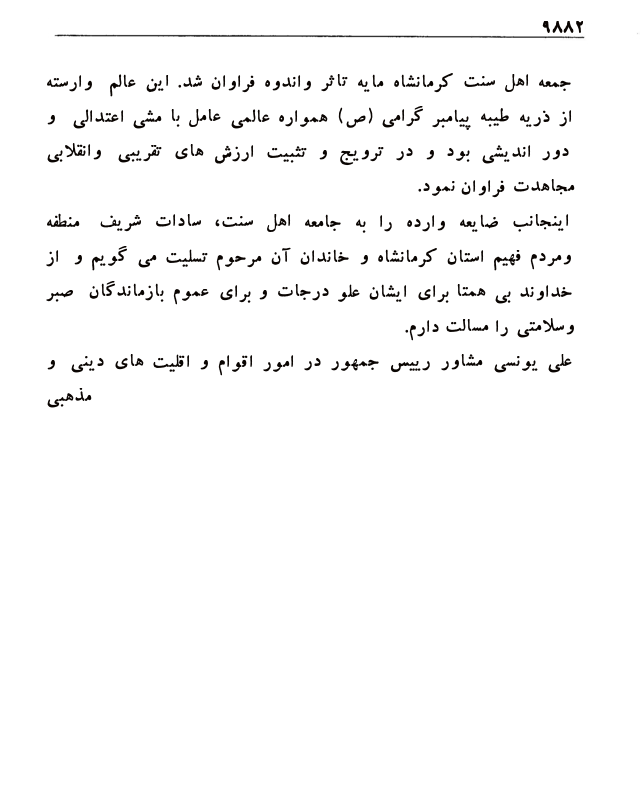 ۹۸۸۲
جمعه اهل سنت کرمانشاه مایه تاثر واندوه فراوان شد. این عالم وارسته
از ذریه طیبه پیامبر گرامی (ص) همواره عالمی عامل با مشی اعتدالی و
دور اندیشی بود و در ترویج و تثبیت ارزش های تقریبی وانقلابی
مجاهدت فراوان نمود.
اینجانب ضایعه وارده را به جامعه اهل سنت، سادات شریف منطفه
ومردم فهیم استان کرمانشاه و خاندان آن مرحوم تسلیت می گویم و از
خداوند بی همتا برای ایشان علو درجات و برای عموم بازماندگان صبر
وسلامتی را مسالت دارم.
علی یونسی مشاور رییس جمهور در امور اقوام و اقلیت های دینی و
مذهبی